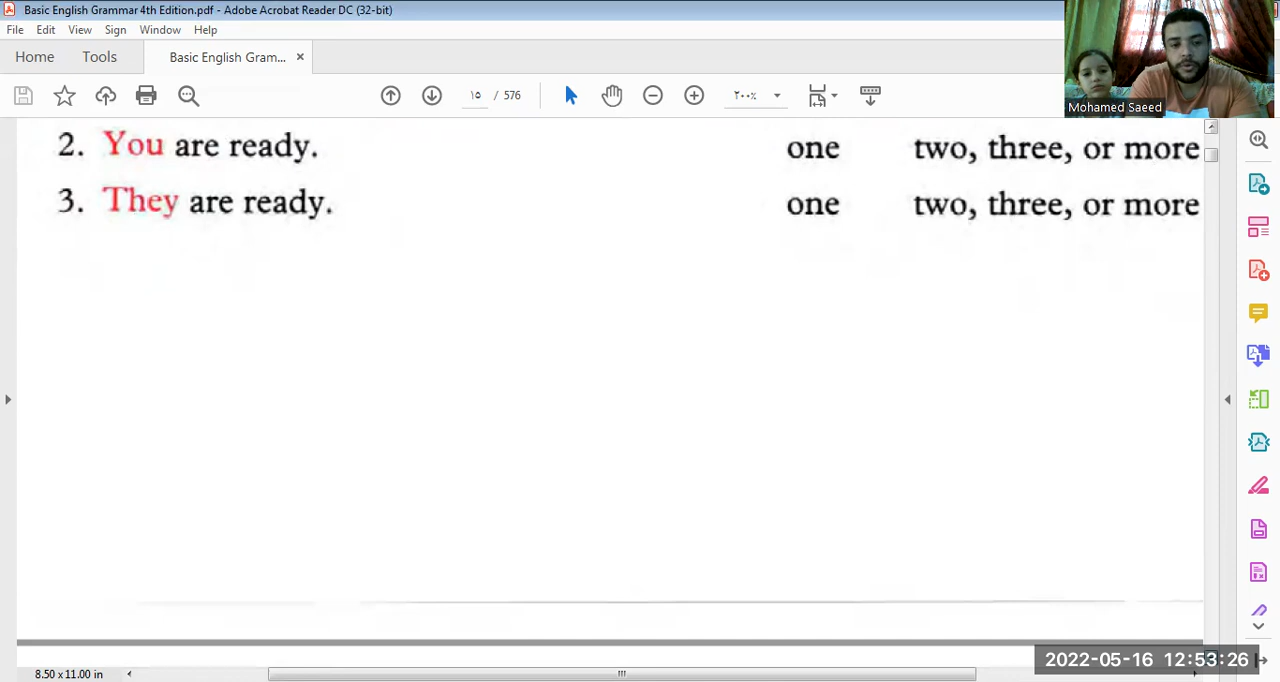 Basic English Grammar 4th Edition.pdf - Adobe Acrobat Reader DC (32-bit)
File Edit View Sign Window Help
Home Tools Basic English Gram... ×
١٥ / 576 ٢٠٠٪
Mohamed Saeed
2. You are ready. one two, three, or more
3. They are ready. one two, three, or more
2022-05-16 12:53:26
8.50 x 11.00 in